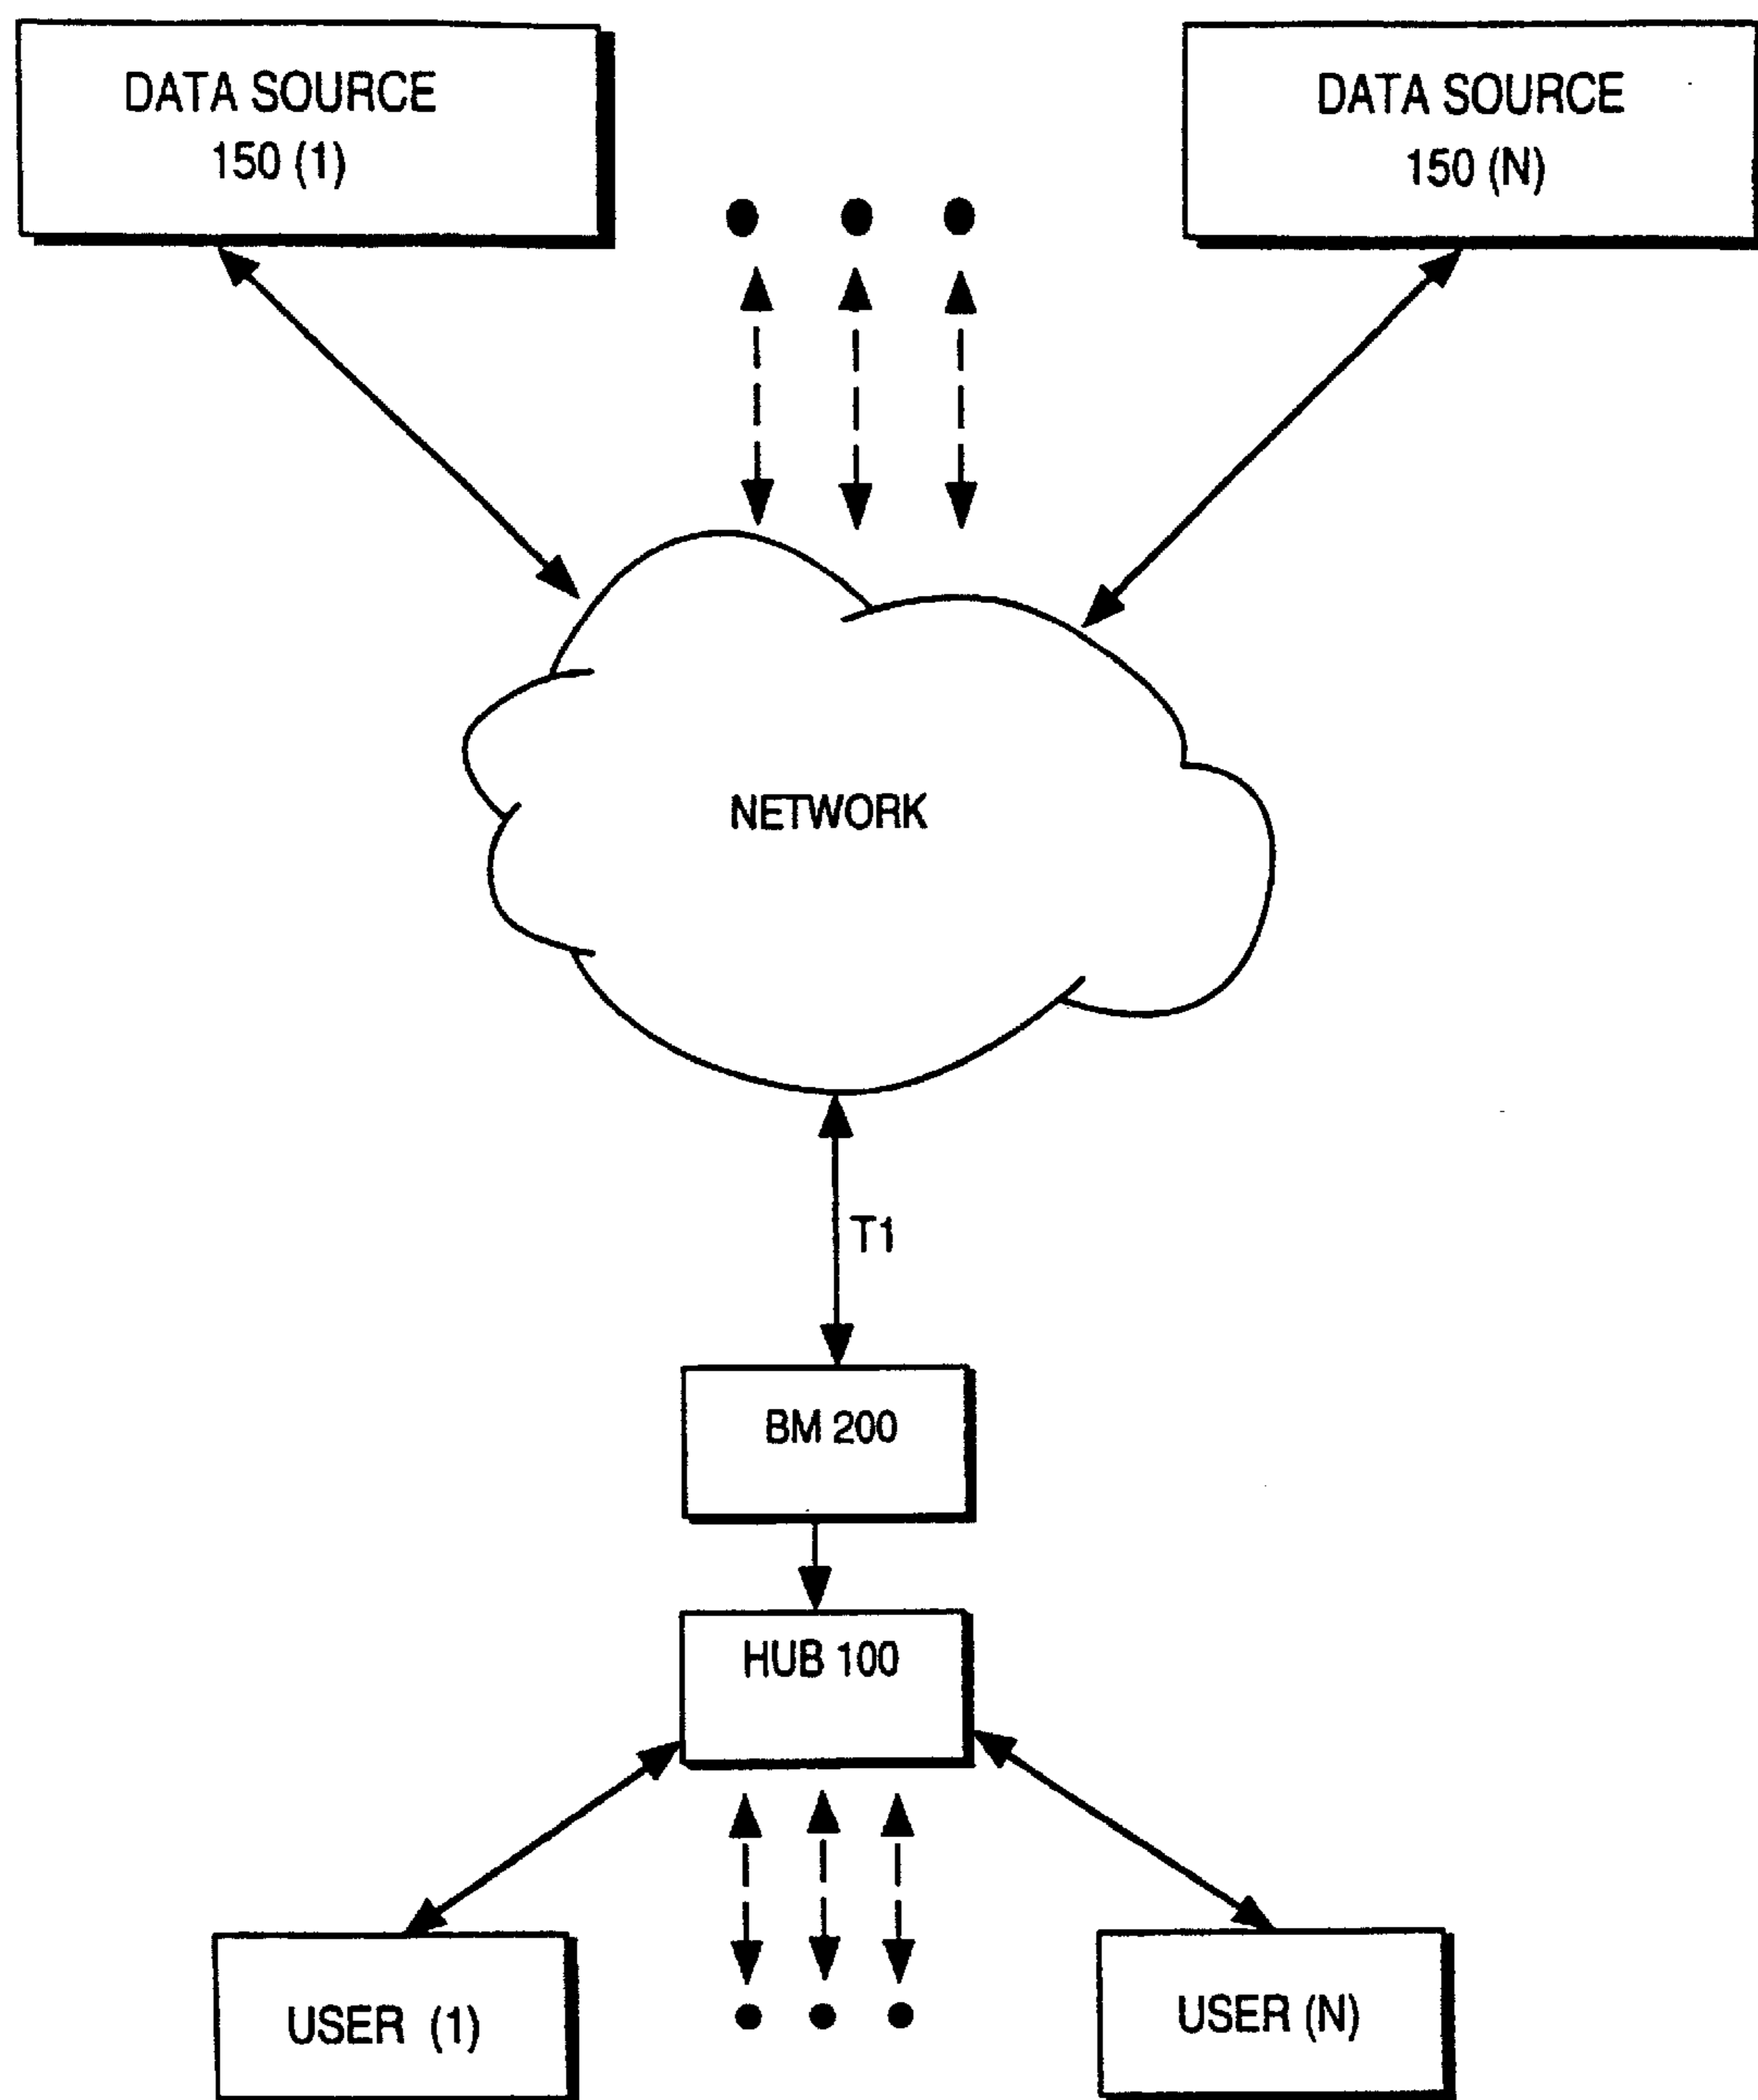 DATA SOURCE
150 (1)
DATA SOURCE
150 (N)
NETWORK
T1
BM 200
HUB 100
USER (1)
USER (N)